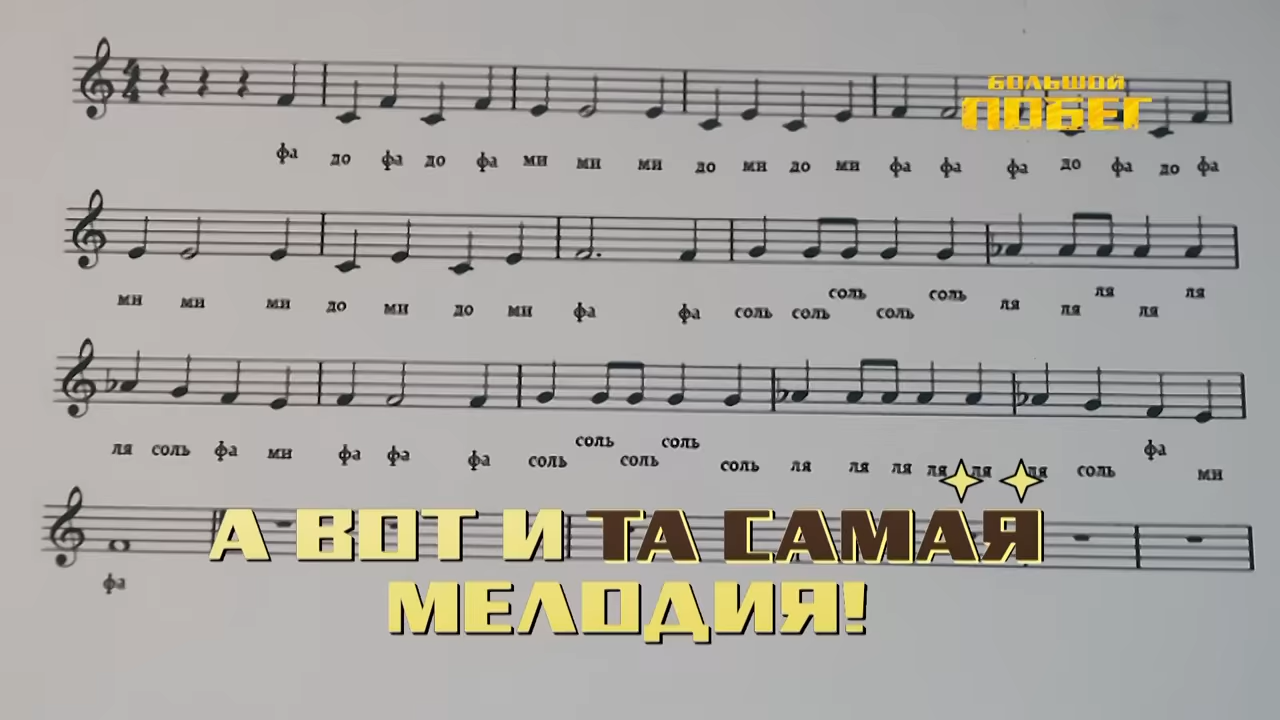 БОЛЬШОЙ
ПОБЕГ
4
4
фа до фа до фа ми ми ми до ми до ми фа фа фа до фа до фа
ми ми ми до ми до ми фа фа соль соль соль соль соль ля ля ля ля ля
ля соль фа ми фа фа фа соль соль соль соль соль ля ля ля ля ля ля соль фа ми
фа
А ВОТ И ТА САМАЯ
МЕЛОДИЯ!